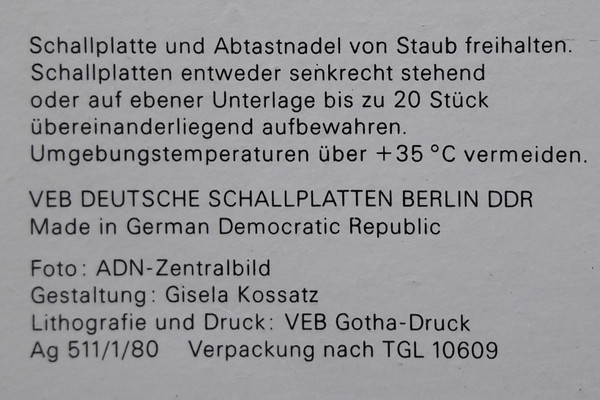 Schallplatte und Abtastnadel von Staub freihalten.
Schallplatten entweder senkrecht stehend
oder auf ebener Unterlage bis zu 20 Stück
übereinanderliegend aufbewahren.
Umgebungstemperaturen über +35 °C vermeiden.
VEB DEUTSCHE SCHALLPLATTEN BERLIN DDR
Made in German Democratic Republic
Foto: ADN-Zentralbild
Gestaltung: Gisela Kossatz
Lithografie und Druck: VEB Gotha-Druck
Ag 511/1/80 Verpackung nach TGL 10609